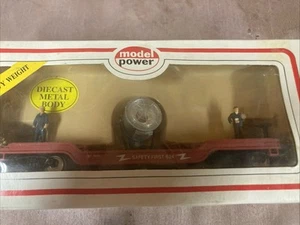 model
power
Y WEIGHT
DIECAST
METAL
BODY